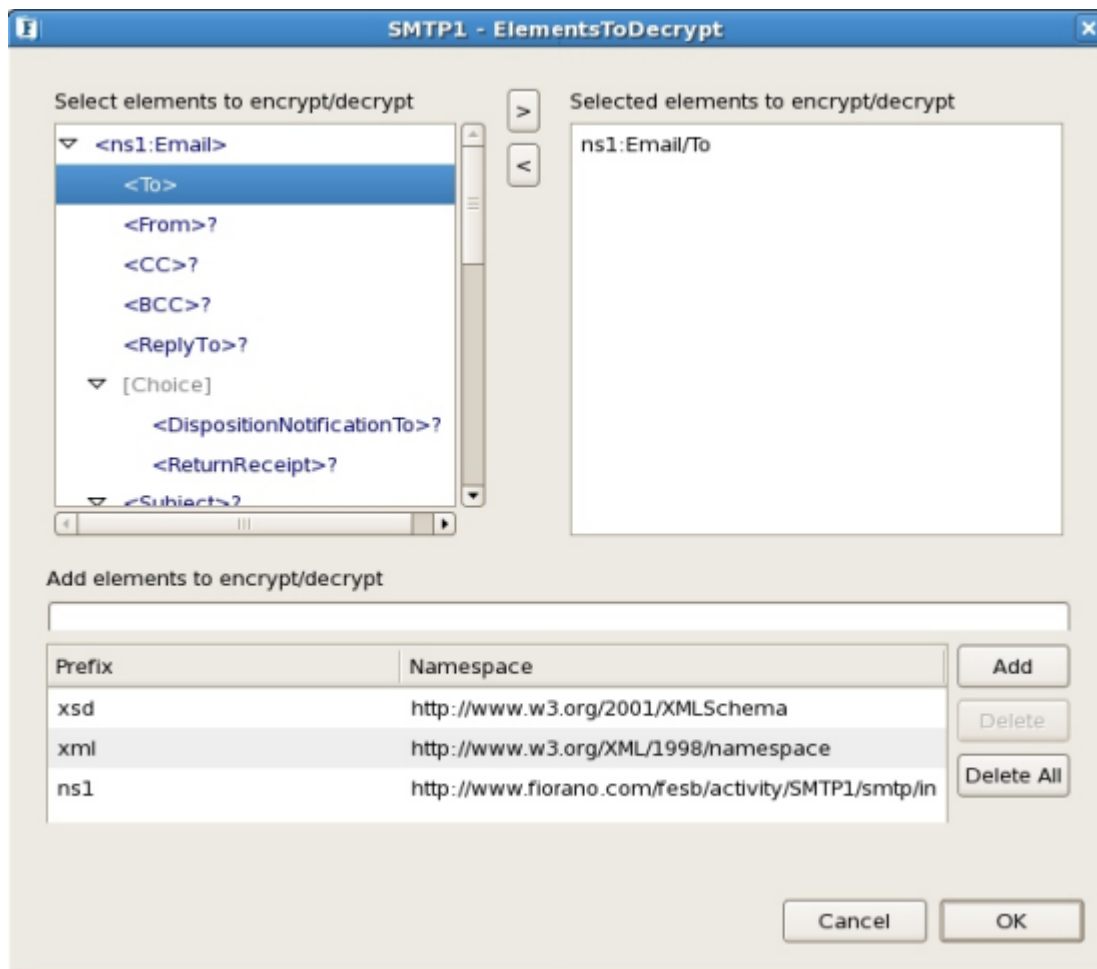 SMTP1 - ElementsToDecrypt
Select elements to encrypt/decrypt
>
<
Selected elements to encrypt/decrypt
<ns1:Email>
<To>
<From>?
<CC>?
<BCC>?
<ReplyTo>?
[Choice]
<DispositionNotificationTo>?
<ReturnReceipt>?
<Subject>?
ns1:Email/To
Add elements to encrypt/decrypt
Prefix Namespace
xsd http://www.w3.org/2001/XMLSchema
xml http://www.w3.org/XML/1998/namespace
ns1 http://www.fiorano.com/fesb/activity/SMTP1/smtp/in
Add
Delete
Delete All
Cancel OK